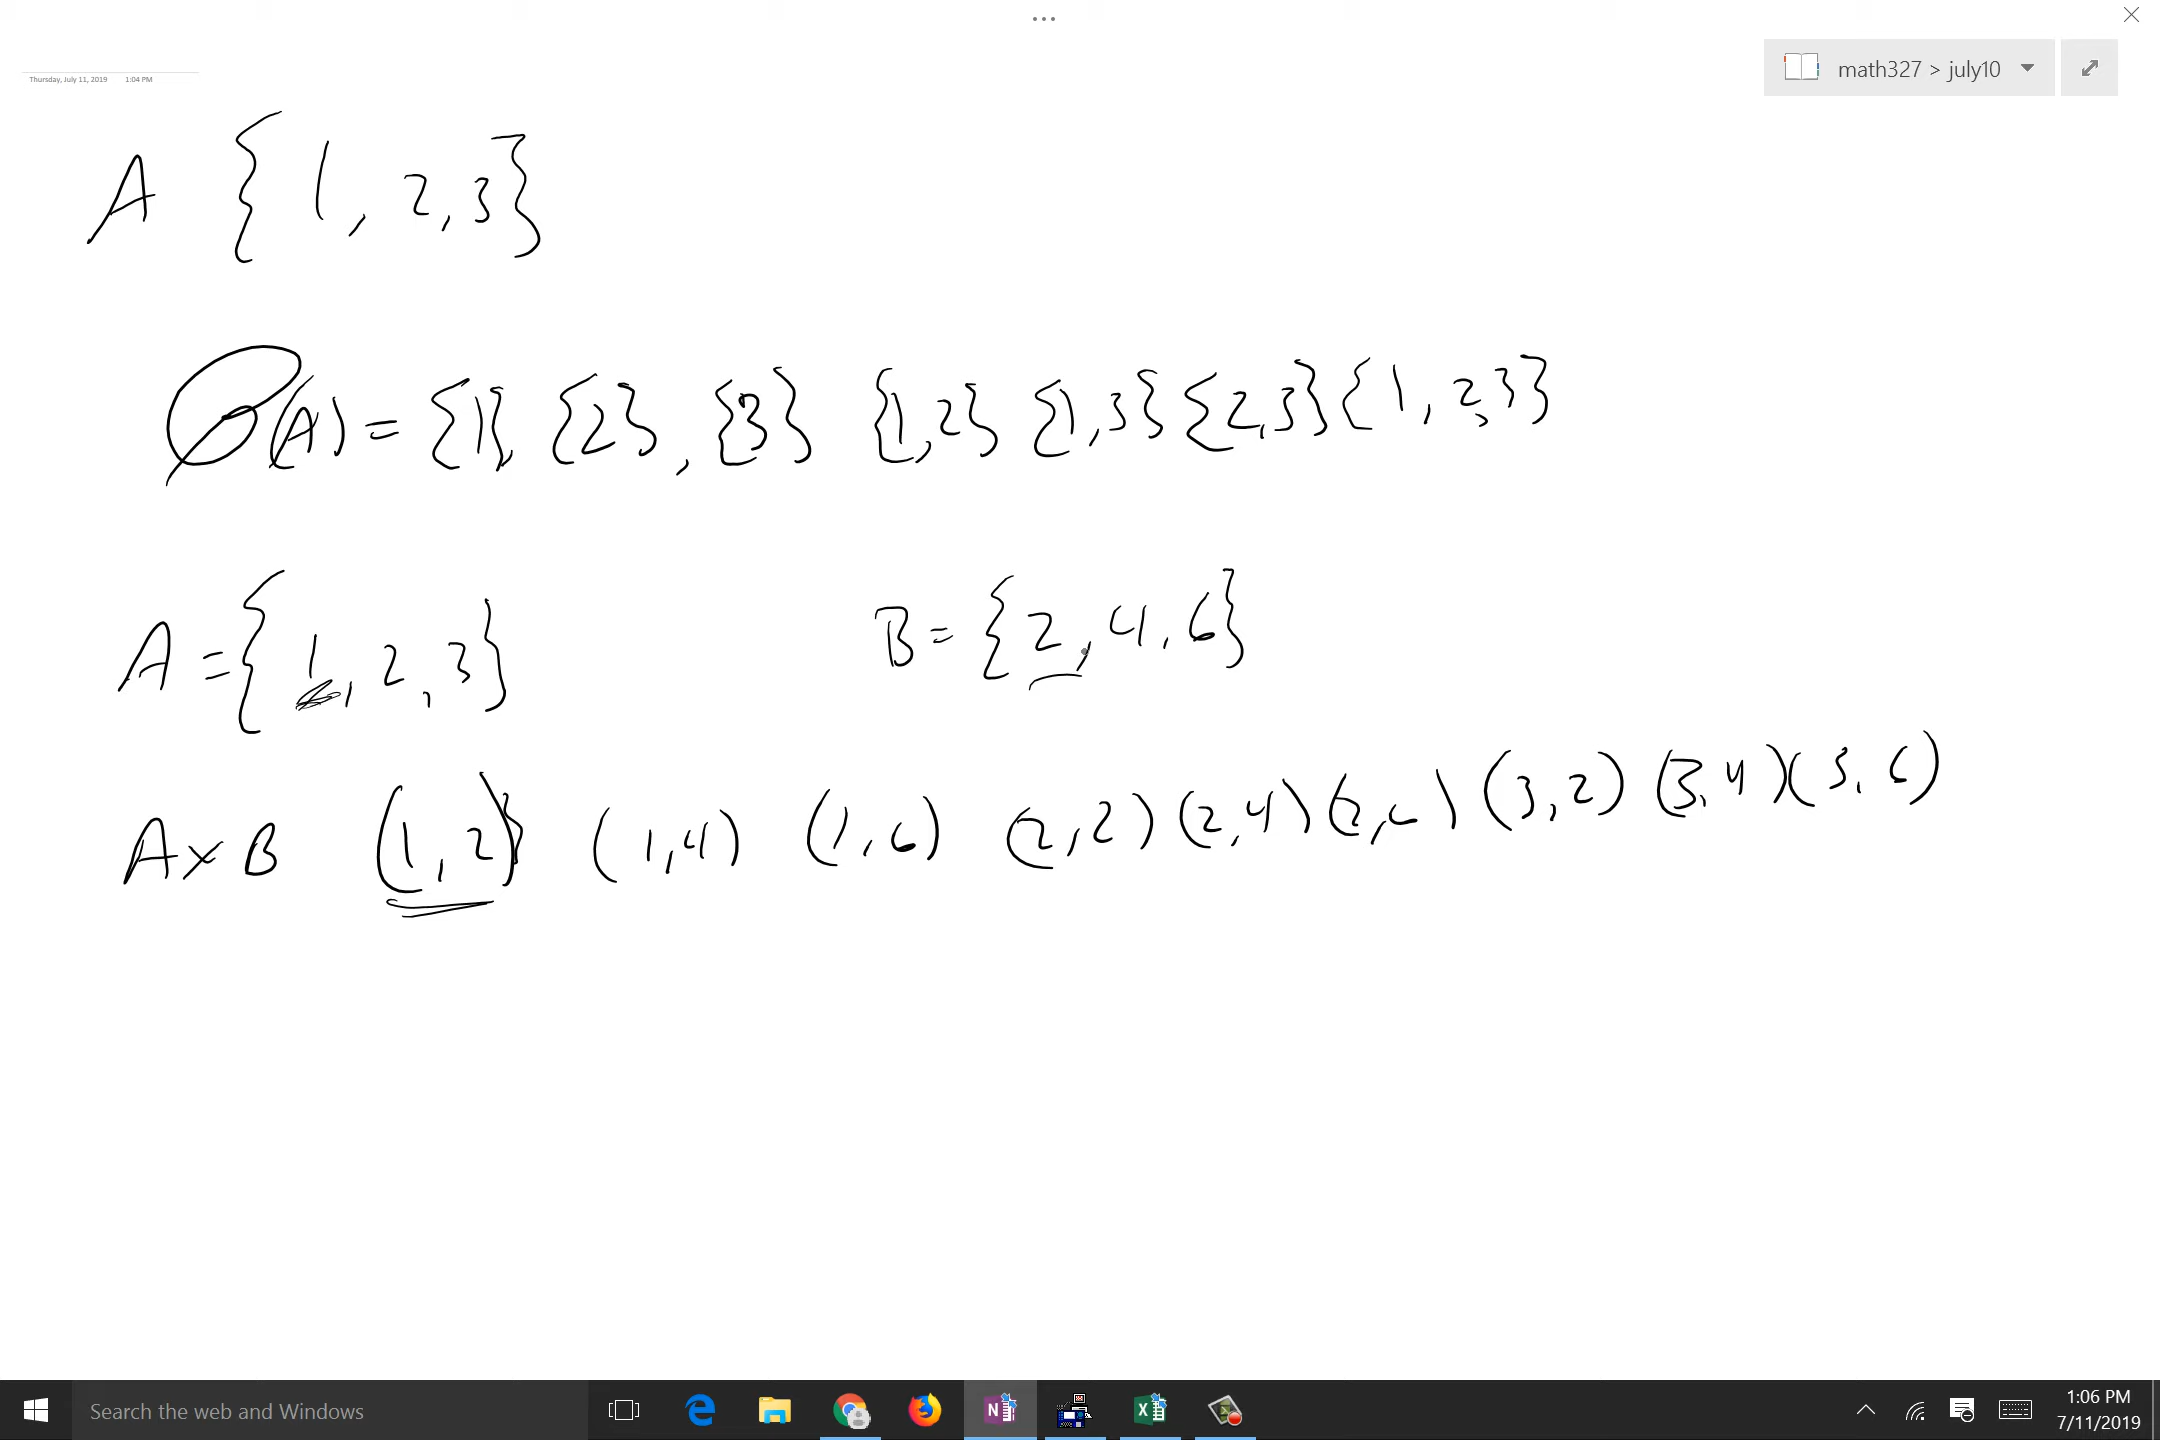 math327 > july10
Thursday, July 11, 2019 1:04 PM
A { 1, 2, 3}
P(A) = {1}, {2}, {3} {1,2} {1,3} {2,3} {1, 2,3}
A = { 1, 2, 3} B = {2, 4, 6}
A x B (1, 2) (1,4) (1, 6) (2, 2) (2,4) (2,6) (3, 2) (3,4) (3, 6)
Search the web and Windows
1:06 PM
7/11/2019